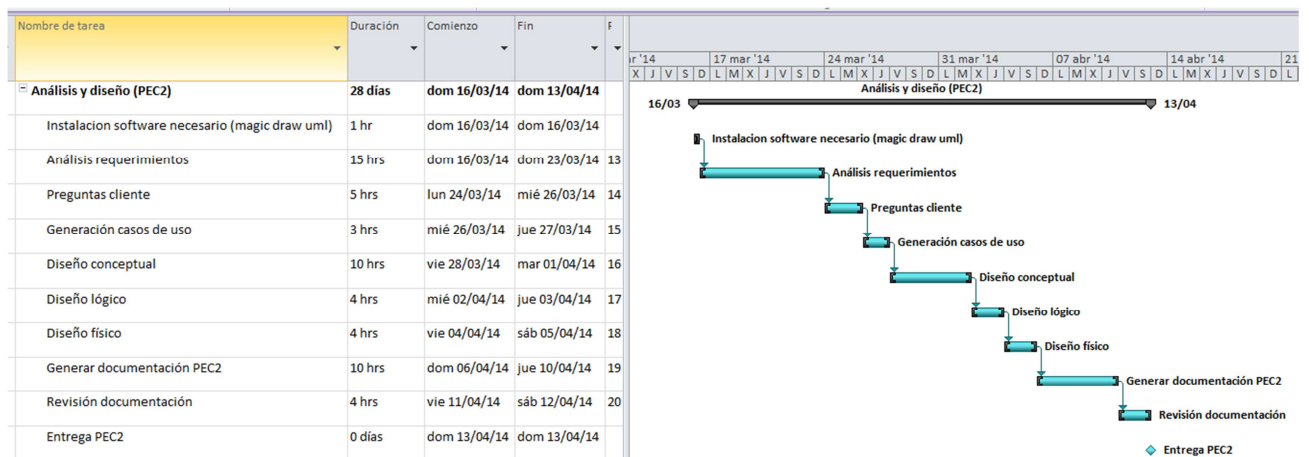 Nombre de tarea Duración Comienzo Fin
r '14 17 mar '14 24 mar '14 31 mar '14 07 abr '14 14 abr '14 21
X J V S D L M X J V S D L M X J V S D L M X J V S D L M X J V S D L M X J V S D L
Análisis y diseño (PEC2) 28 días dom 16/03/14 dom 13/04/14
Análisis y diseño (PEC2)
16/03 13/04
Instalacion software necesario (magic draw uml) 1 hr dom 16/03/14 dom 16/03/14
Instalacion software necesario (magic draw uml)
Análisis requerimientos 15 hrs dom 16/03/14 dom 23/03/14 13
Análisis requerimientos
Preguntas cliente 5 hrs lun 24/03/14 mié 26/03/14 14
Preguntas cliente
Generación casos de uso 3 hrs mié 26/03/14 jue 27/03/14 15
Generación casos de uso
Diseño conceptual 10 hrs vie 28/03/14 mar 01/04/14 16
Diseño conceptual
Diseño lógico 4 hrs mié 02/04/14 jue 03/04/14 17
Diseño lógico
Diseño físico 4 hrs vie 04/04/14 sáb 05/04/14 18
Diseño físico
Generar documentación PEC2 10 hrs dom 06/04/14 jue 10/04/14 19
Generar documentación PEC2
Revisión documentación 4 hrs vie 11/04/14 sáb 12/04/14 20
Revisión documentación
Entrega PEC2 0 días dom 13/04/14 dom 13/04/14
Entrega PEC2